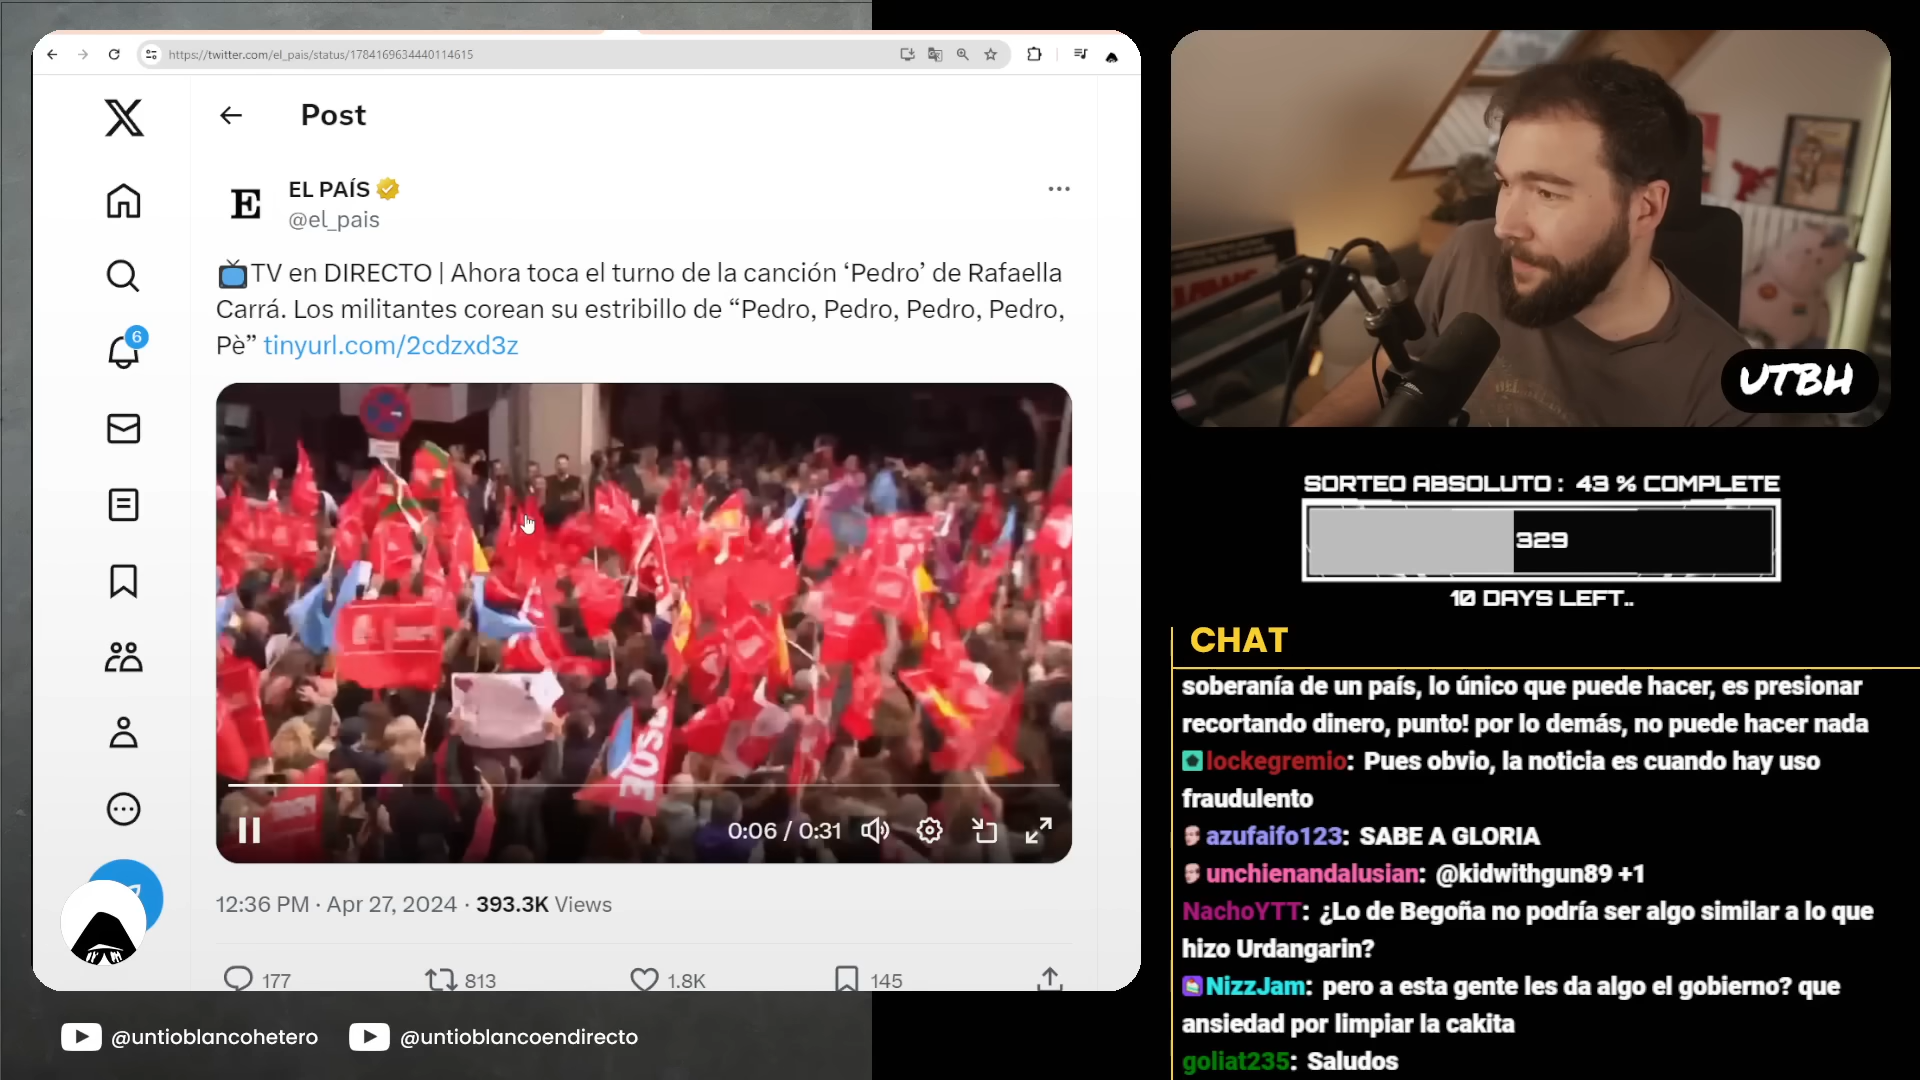 https://twitter.com/el_pais/status/1784169634440114615
Post
E
EL PAÍS
@el_pais
TV en DIRECTO | Ahora toca el turno de la canción ‘Pedro’ de Rafaella
Carrá. Los militantes corean su estribillo de “Pedro, Pedro, Pedro, Pedro,
Pè” tinyurl.com/2cdzxd3z
6
PSOE
0:06 / 0:31
12:36 PM · Apr 27, 2024 · 393.3K Views
177
813
1.8K
145
@untioblancohetero
@untioblancoendirecto
UTBH
SORTEO ABSOLUTO : 43 % COMPLETE
329
10 DAYS LEFT..
CHAT
soberanía de un país, lo único que puede hacer, es presionar
recortando dinero, punto! por lo demás, no puede hacer nada
lockegremio: Pues obvio, la noticia es cuando hay uso
fraudulento
azufaifo123: SABE A GLORIA
unchienandalusian: @kidwithgun89 +1
NachoYTT: ¿Lo de Begoña no podría ser algo similar a lo que
hizo Urdangarin?
NizzJam: pero a esta gente les da algo el gobierno? que
ansiedad por limpiar la cakita
goliat235: Saludos